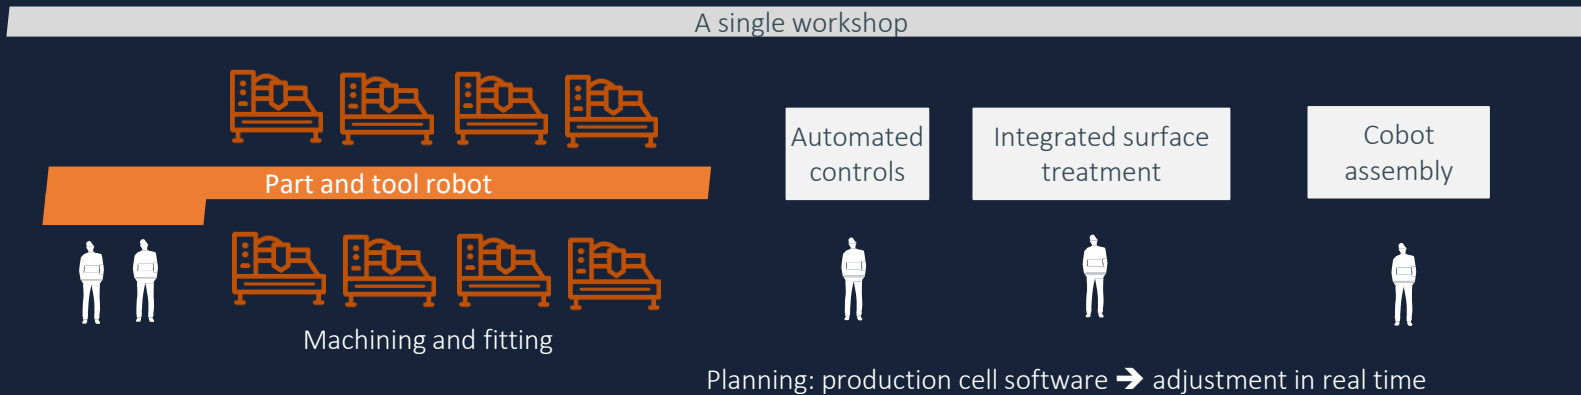 A single workshop
Part and tool robot
Automated
controls
Integrated surface
treatment
Cobot
assembly
Machining and fitting
Planning: production cell software ➔ adjustment in real time